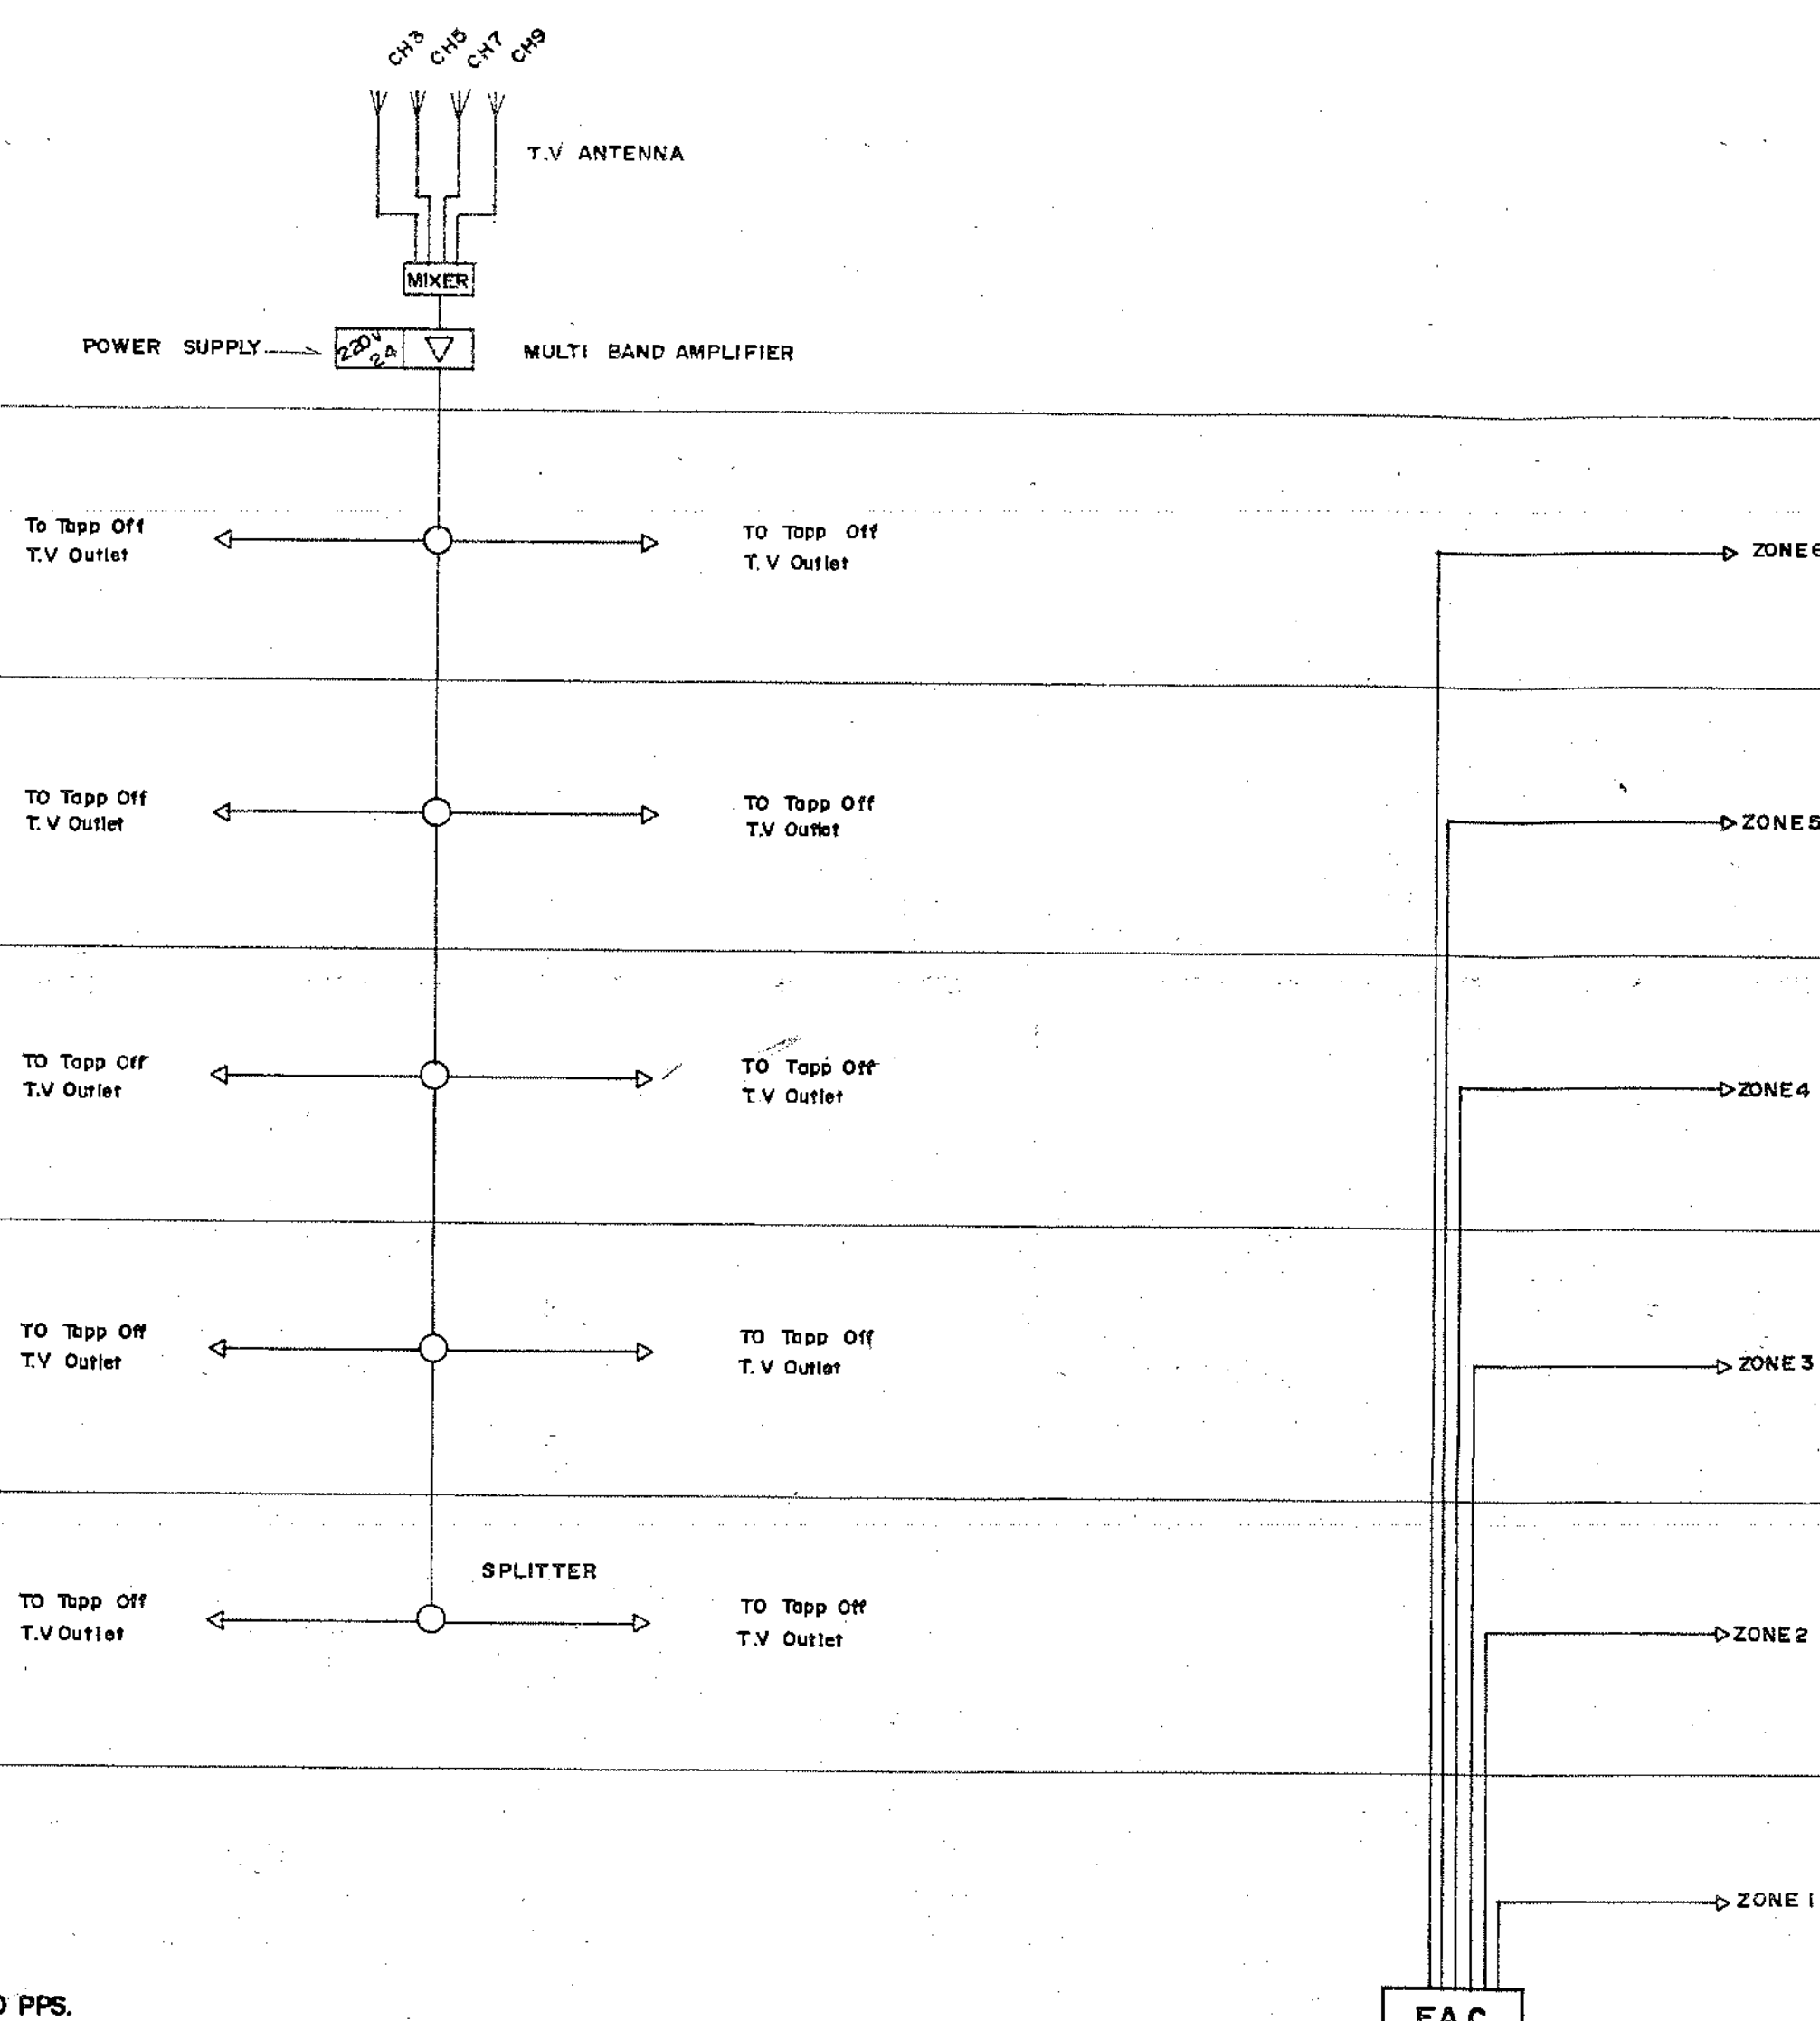 CH3 CH5 CH7 CH9
T.V ANTENNA
MIXER
POWER SUPPLY
220V
24
MULTI BAND AMPLIFIER
To Tapp Off
T.V Outlet
TO Tapp Off
T.V Outlet
ZONE 6
TO Tapp Off
T.V Outlet
TO Tapp Off
T.V Outlet
ZONE 5
TO Tapp Off
T.V Outlet
TO Tapp Off
T.V Outlet
ZONE 4
TO Tapp Off
T.V Outlet
TO Tapp Off
T.V Outlet
ZONE 3
SPLITTER
TO Tapp Off
T.V Outlet
TO Tapp Off
T.V Outlet
ZONE 2
ZONE 1
PPS.